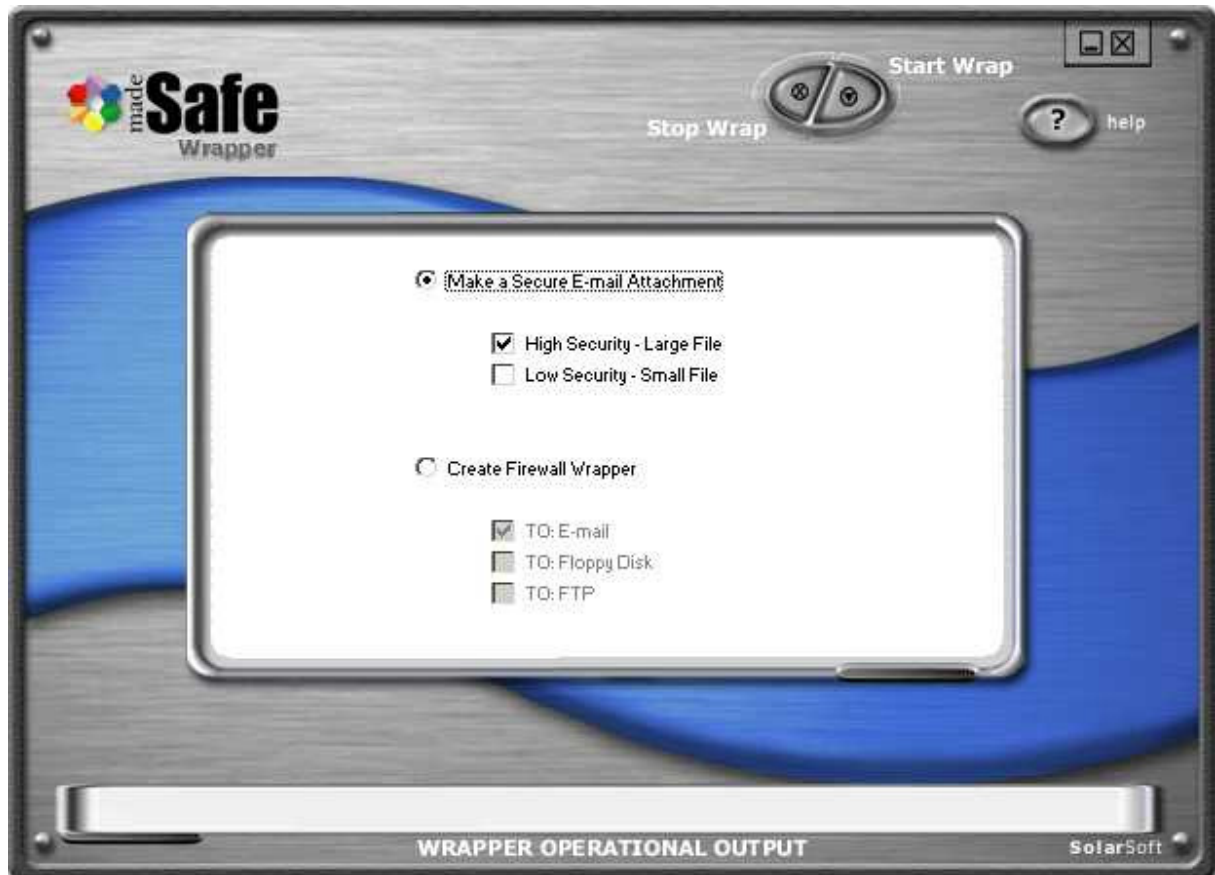 made
Safe
Wrapper
Start Wrap
Stop Wrap
? help
Make a Secure E-mail Attachment
High Security - Large File
Low Security - Small File
Create Firewall Wrapper
TO: E-mail
TO: Floppy Disk
TO: FTP
WRAPPER OPERATIONAL OUTPUT
SolarSoft